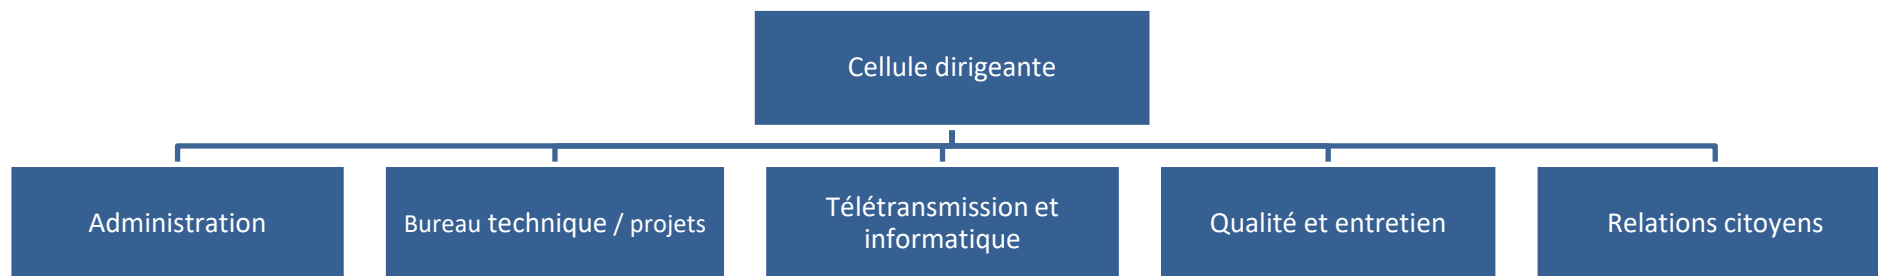 Cellule dirigeante
Administration
Bureau technique / projets
Télétransmission et
informatique
Qualité et entretien
Relations citoyens